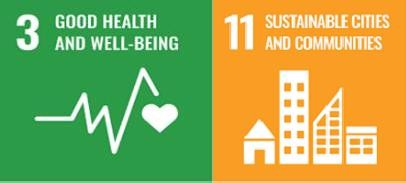 3
GOOD HEALTH
AND WELL-BEING
11
SUSTAINABLE CITIES
AND COMMUNITIES